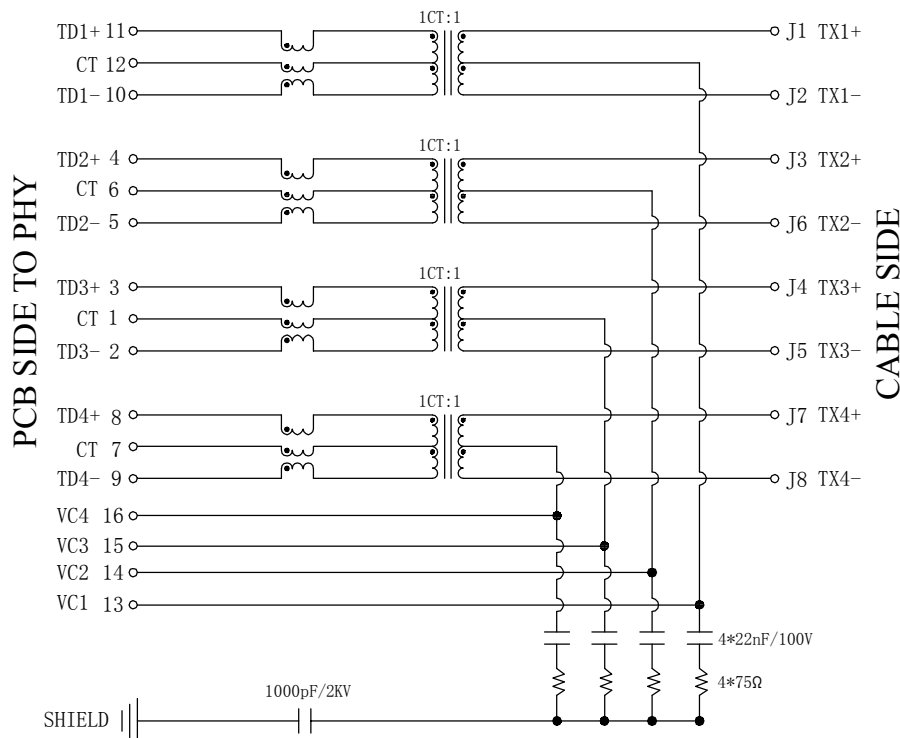 1CT:1
TD1+ 11 J1 TX1+
CT 12
TD1- 10 J2 TX1-
1CT:1
TD2+ 4 J3 TX2+
CT 6
TD2- 5 J6 TX2-
1CT:1
TD3+ 3 J4 TX3+
CT 1
TD3- 2 J5 TX3-
1CT:1
TD4+ 8 J7 TX4+
CT 7
TD4- 9 J8 TX4-
VC4 16
VC3 15
VC2 14
VC1 13
4*22nF/100V
4*75Ω
1000pF/2KV
SHIELD
PCB SIDE TO PHY
CABLE SIDE